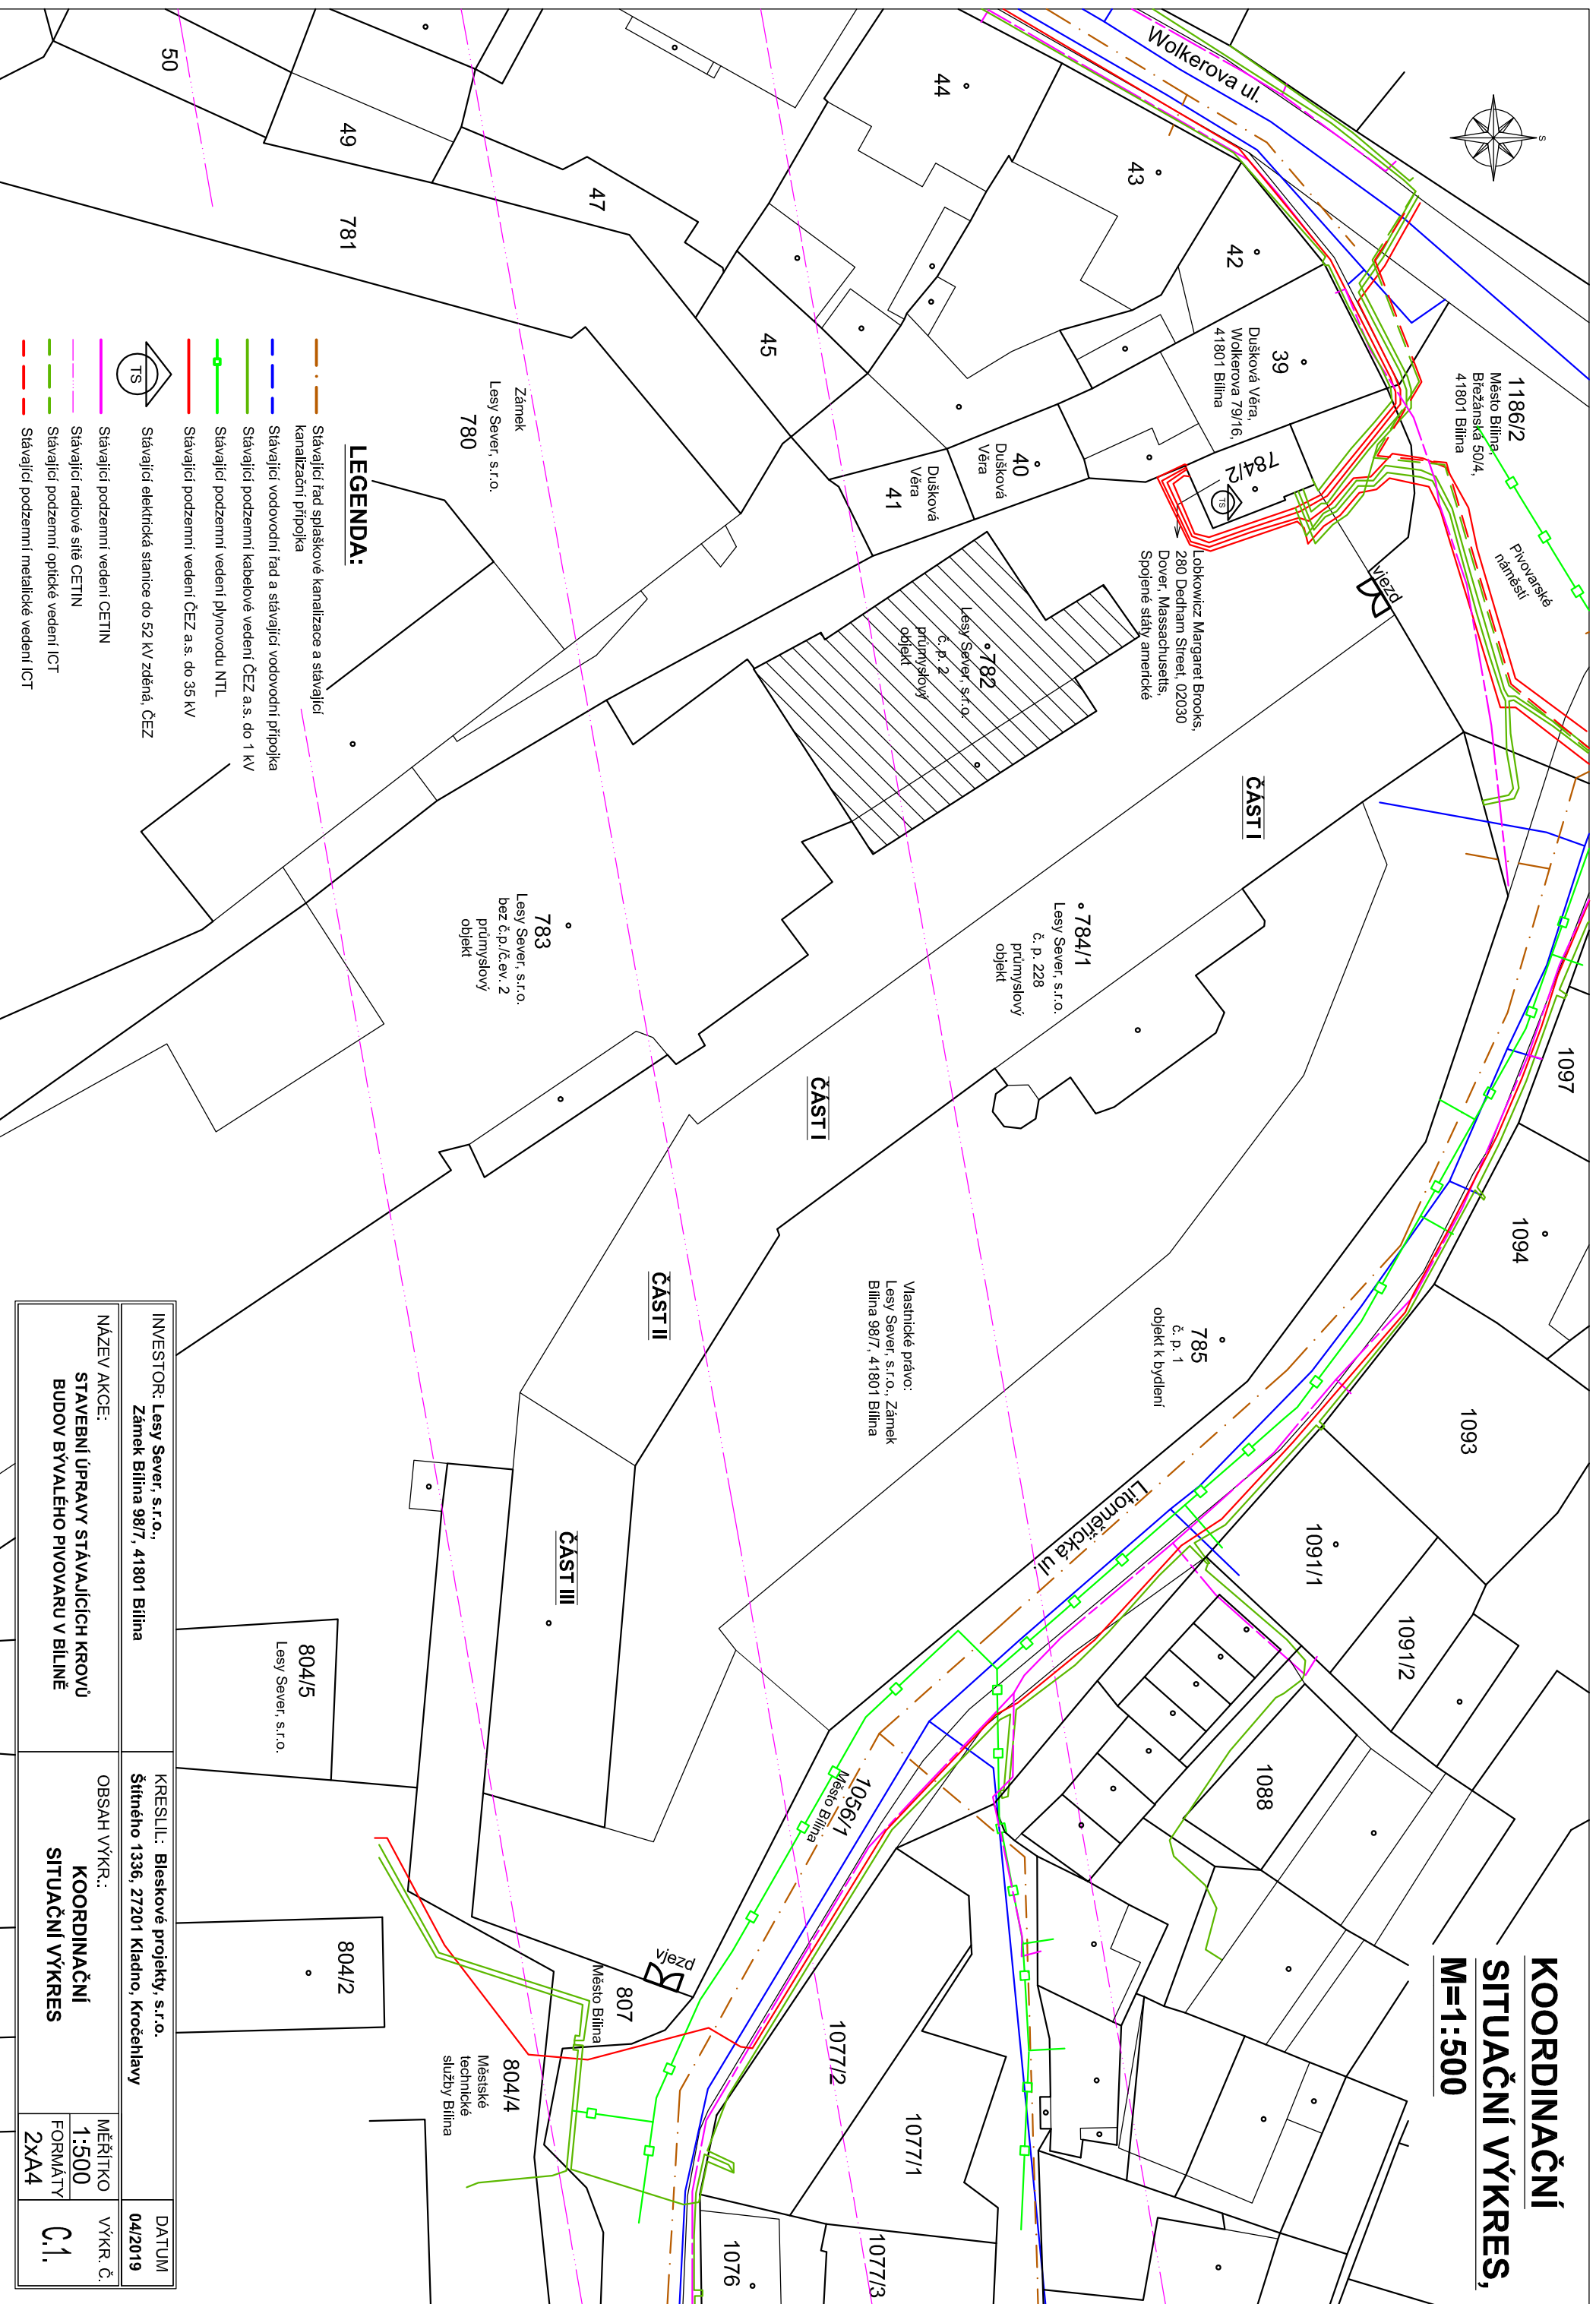 KOORDINAČNÍ
SITUAČNÍ VÝKRES,
M=1:500
S
Wolkerova ul.
1186/2
Město Bílina,
Břežánská 50/4,
41801 Bílina
Pivovarské
náměstí
vjezd
1097
1094
1093
1091/1
1091/2
1088
44
43
42
39
Dušková Věra,
Wolkerova 79/16,
41801 Bílina
784/2
TS
Lobkowicz Margaret Brooks,
280 Dedham Street, 02030
Dover, Massachusetts,
Spojené státy americké
40
Dušková
Věra
41
Dušková
Věra
45
47
49
50
781
Zámek
Lesy Sever, s.r.o.
780
782
Lesy Sever, s.r.o.
č. p. 2
průmyslový
objekt
ČÁST I
784/1
Lesy Sever, s.r.o.
č. p. 228
průmyslový
objekt
783
Lesy Sever, s.r.o.
bez č.p./č.ev. 2
průmyslový
objekt
ČÁST I
ČÁST II
ČÁST III
785
č. p. 1
objekt k bydlení
Vlastnické právo:
Lesy Sever, s.r.o., Zámek
Bílina 98/7, 41801 Bílina
Litoměřická ul.
1056/1
Město Bílina
vjezd
807
Město Bílina
804/5
Lesy Sever, s.r.o.
804/2
804/4
Městské
technické
služby Bílina
1077/2
1077/1
1077/3
1076
LEGENDA:
Stávající řad splaškové kanalizace a stávající
kanalizační přípojka
Stávající vodovodní řad a stávající vodovodní přípojka
Stávající podzemní kabelové vedení ČEZ a.s. do 1 kV
Stávající podzemní vedení plynovodu NTL
Stávající podzemní vedení ČEZ a.s. do 35 kV
TS
Stávající elektrická stanice do 52 kV zděná, ČEZ
Stávající podzemní vedení CETIN
Stávající radiové sítě CETIN
Stávající podzemní optické vedení ICT
Stávající podzemní metalické vedení ICT
INVESTOR: Lesy Sever, s.r.o.,
Zámek Bílina 98/7, 41801 Bílina
KRESLIL: Bleskové projekty, s.r.o.
Štítného 1336, 27201 Kladno, Kročehlavy
DATUM
04/2019
NÁZEV AKCE:
STAVEBNÍ ÚPRAVY STÁVAJÍCÍCH KROVŮ
BUDOV BÝVALÉHO PIVOVARU V BÍLINĚ
OBSAH VÝKR.:
KOORDINAČNÍ
SITUAČNÍ VÝKRES
MĚŘÍTKO
1:500
FORMÁTY
2xA4
VÝKR. Č.
C.1.